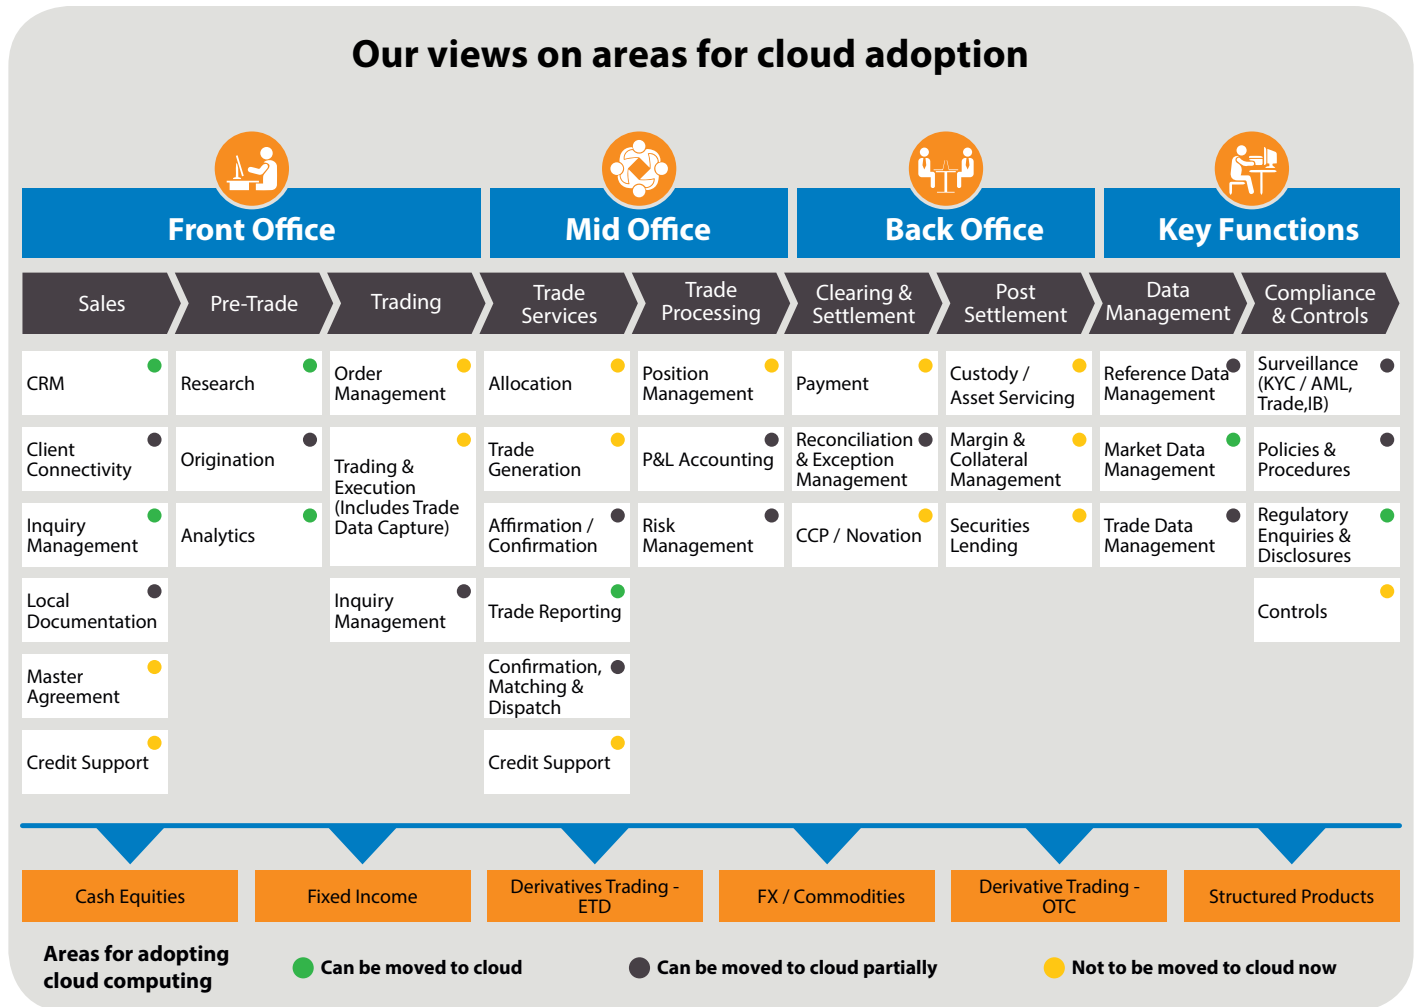 Our views on areas for cloud adoption
Front Office
Mid Office
Back Office
Key Functions
Sales
Pre-Trade
Trading
Trade
Services
Trade
Processing
Clearing &
Settlement
Post
Settlement
Data
Management
Compliance
& Controls
CRM
Client
Connectivity
Inquiry
Management
Local
Documentation
Master
Agreement
Credit Support
Research
Origination
Analytics
Order
Management
Trading &
Execution
(Includes Trade
Data Capture)
Inquiry
Management
Allocation
Trade
Generation
Affirmation /
Confirmation
Trade Reporting
Confirmation,
Matching &
Dispatch
Credit Support
Position
Management
P&L Accounting
Risk
Management
Payment
Reconciliation
& Exception
Management
CCP / Novation
Custody /
Asset Servicing
Margin &
Collateral
Management
Securities
Lending
Reference Data
Management
Market Data
Management
Trade Data
Management
Surveillance
(KYC / AML,
Trade,IB)
Policies &
Procedures
Regulatory
Enquiries &
Disclosures
Controls
Cash Equities
Fixed Income
Derivatives Trading -
ETD
FX / Commodities
Derivative Trading -
OTC
Structured Products
Areas for adopting
cloud computing
Can be moved to cloud
Can be moved to cloud partially
Not to be moved to cloud now